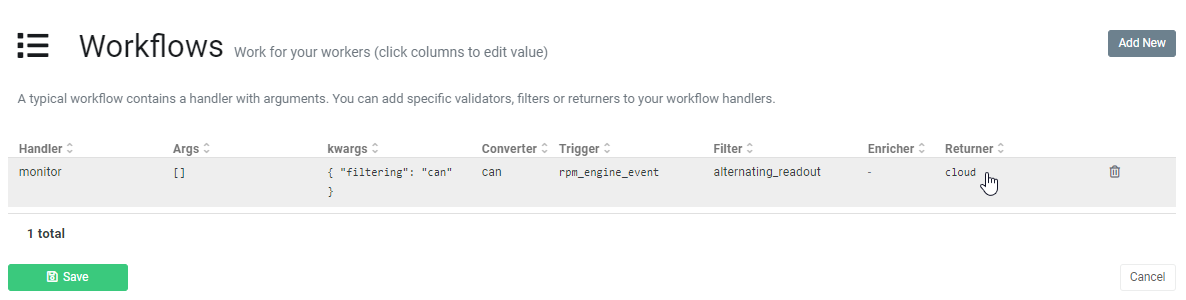 Workflows Work for your workers (click columns to edit value)
Add New
A typical workflow contains a handler with arguments. You can add specific validators, filters or returners to your workflow handlers.
Handler Args kwargs Converter Trigger Filter Enricher Returner
monitor [] { "filtering": "can" can rpm_engine_event alternating_readout - cloud
}
1 total
Save Cancel